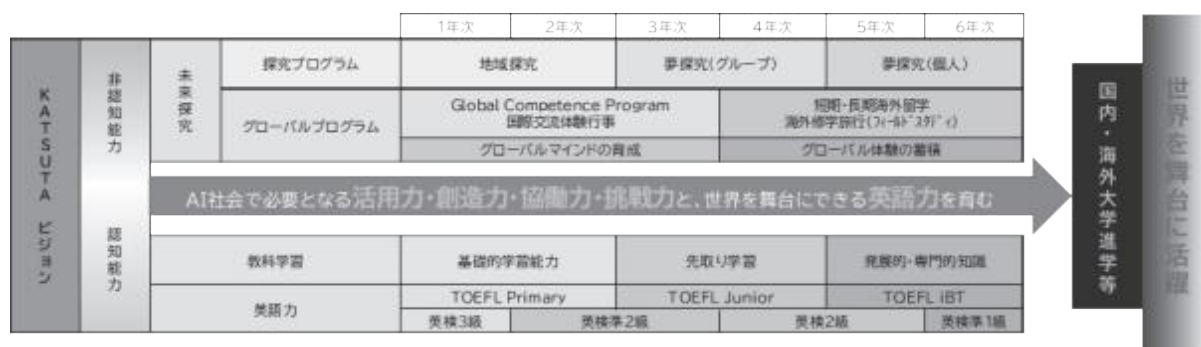 1年次 2年次 3年次 4年次 5年次 6年次
KATSUTA ビジョン
非認知能力
未来探究
探究プログラム
地域探究
夢探究(グループ)
夢探究(個人)
グローバルプログラム
Global Competence Program
国際交流体験行事
短期・長期海外留学
海外修学旅行(フィールドスタディ)
グローバルマインドの育成
グローバル体験の蓄積
AI社会で必要となる活用力・創造力・協働力・挑戦力と、世界を舞台にできる英語力を育む
認知能力
教科学習
基礎的学習能力
先取り学習
発展的・専門的知識
英語力
TOEFL Primary
TOEFL Junior
TOEFL iBT
英検3級
英検準2級
英検2級
英検準1級
国内・海外大学進学等
世界を舞台に活躍